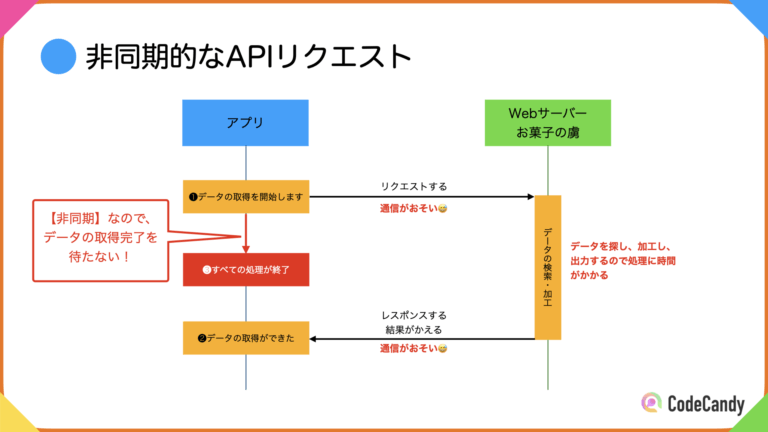 非同期的なAPIリクエスト
アプリ
Webサーバー
お菓子の虜
❶データの取得を開始します
リクエストする
通信がおそい😅
【非同期】なので、
データの取得完了を
待たない！
❸すべての処理が終了
データの検索・加工
データを探し、加工し、
出力するので処理に時間
がかかる
レスポンスする
結果がかえる
❷データの取得ができた
通信がおそい😅
CodeCandy